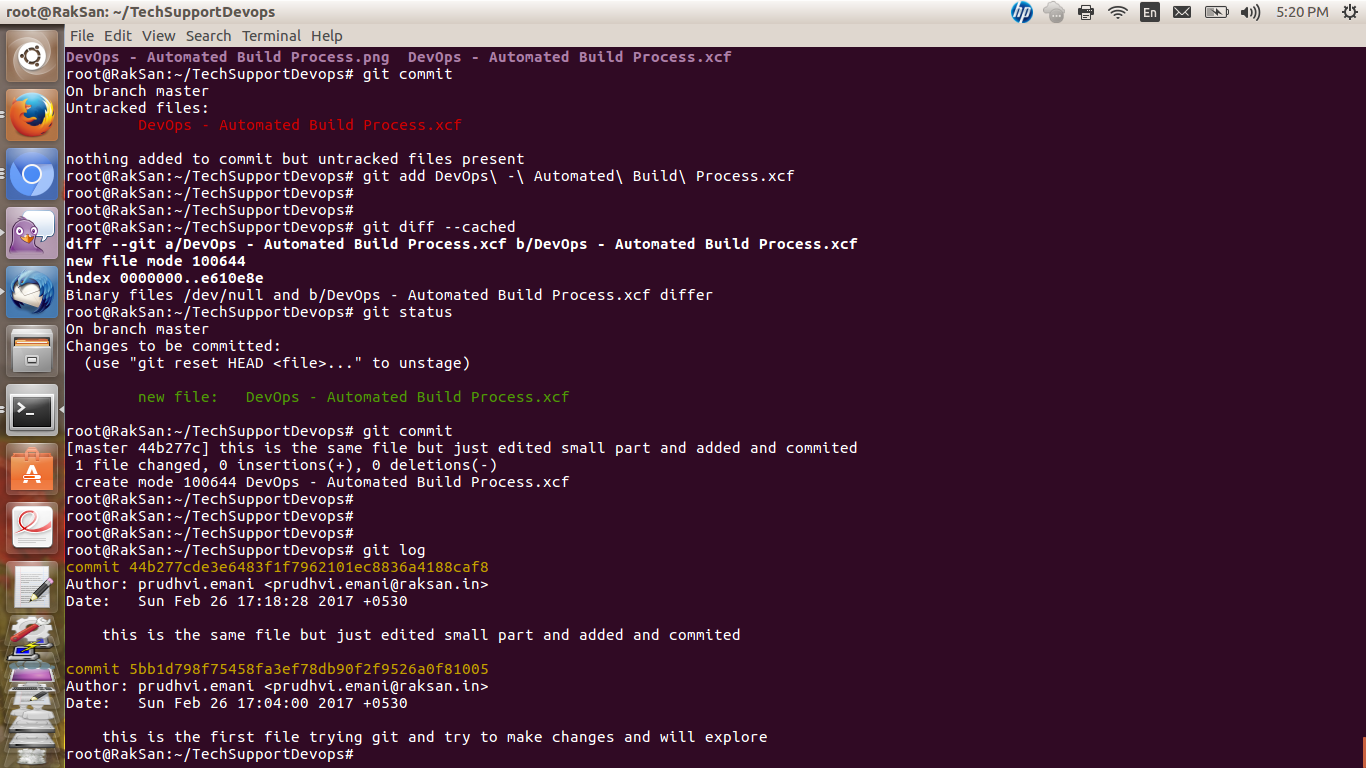 root@RakSan: ~/TechSupportDevops
En
5:20 PM
File Edit View Search Terminal Help
DevOps - Automated Build Process.png  DevOps - Automated Build Process.xcf
root@RakSan:~/TechSupportDevops# git commit
On branch master
Untracked files:
        DevOps - Automated Build Process.xcf
nothing added to commit but untracked files present
root@RakSan:~/TechSupportDevops# git add DevOps\ -\ Automated\ Build\ Process.xcf
root@RakSan:~/TechSupportDevops#
root@RakSan:~/TechSupportDevops#
root@RakSan:~/TechSupportDevops# git diff --cached
diff --git a/DevOps - Automated Build Process.xcf b/DevOps - Automated Build Process.xcf
new file mode 100644
index 0000000..e610e8e
Binary files /dev/null and b/DevOps - Automated Build Process.xcf differ
root@RakSan:~/TechSupportDevops# git status
On branch master
Changes to be committed:
  (use "git reset HEAD <file>..." to unstage)
        new file:   DevOps - Automated Build Process.xcf
root@RakSan:~/TechSupportDevops# git commit
[master 44b277c] this is the same file but just edited small part and added and commited
 1 file changed, 0 insertions(+), 0 deletions(-)
 create mode 100644 DevOps - Automated Build Process.xcf
root@RakSan:~/TechSupportDevops#
root@RakSan:~/TechSupportDevops#
root@RakSan:~/TechSupportDevops#
root@RakSan:~/TechSupportDevops# git log
commit 44b277cde3e6483f1f7962101ec8836a4188caf8
Author: prudhvi.emani <prudhvi.emani@raksan.in>
Date:   Sun Feb 26 17:18:28 2017 +0530
    this is the same file but just edited small part and added and commited
commit 5bb1d798f75458fa3ef78db90f2f9526a0f81005
Author: prudhvi.emani <prudhvi.emani@raksan.in>
Date:   Sun Feb 26 17:04:00 2017 +0530
    this is the first file trying git and try to make changes and will explore
root@RakSan:~/TechSupportDevops#